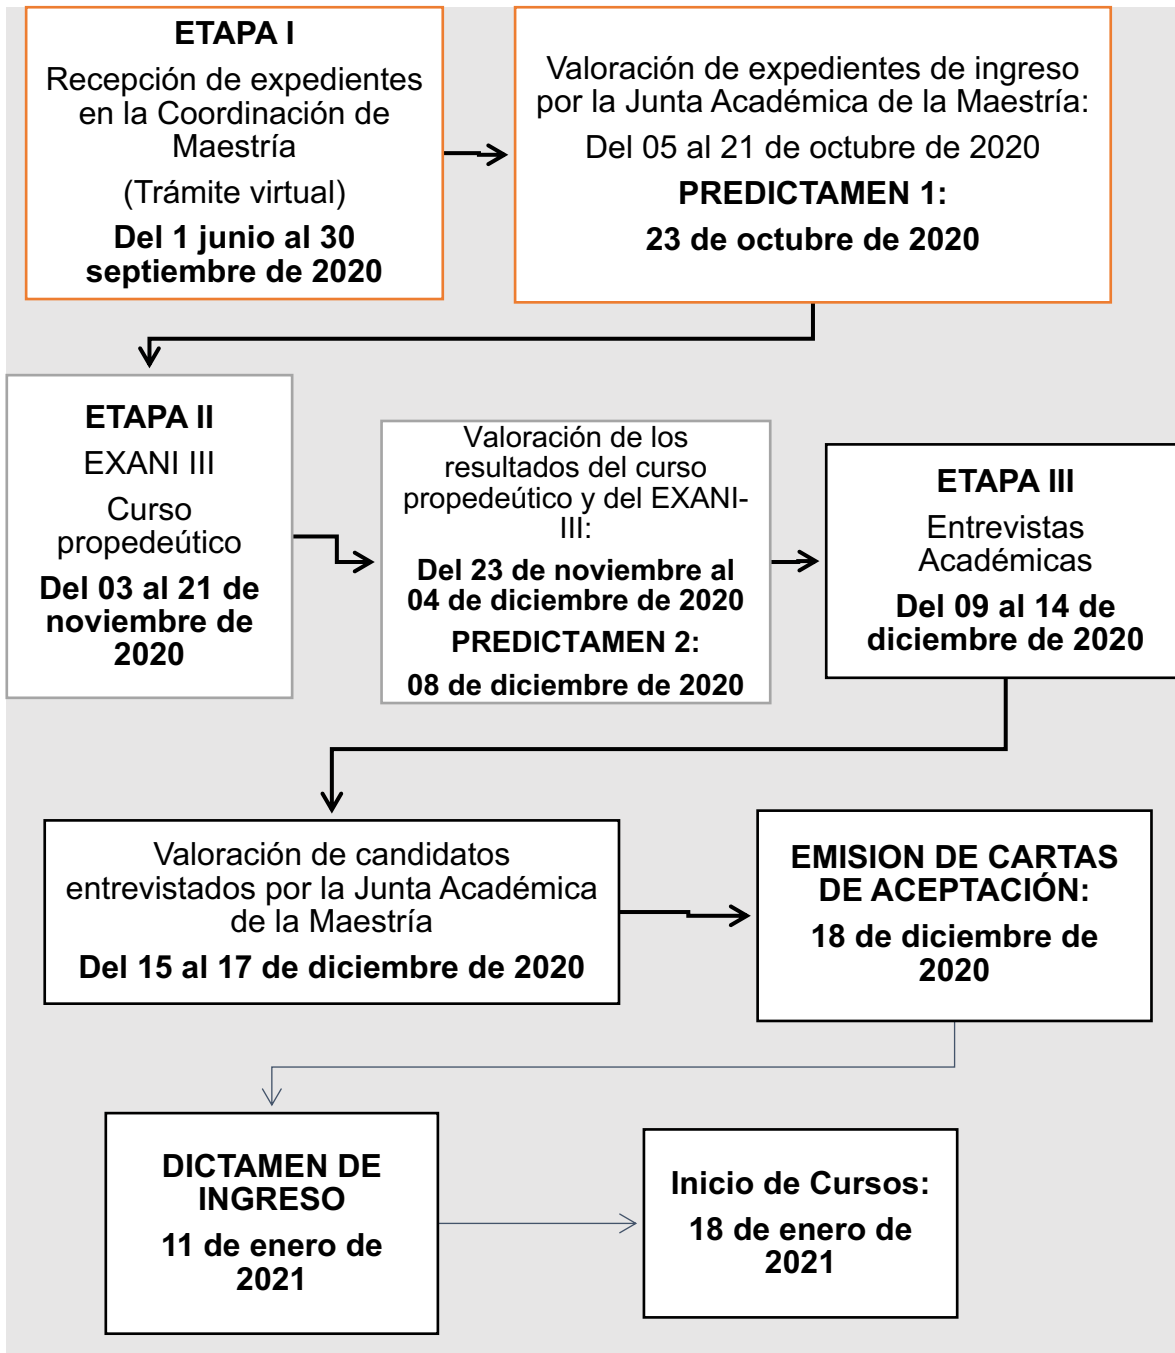 ETAPA I
Recepción de expedientes
en la Coordinación de
Maestría
(Trámite virtual)
Del 1 junio al 30
septiembre de 2020
Valoración de expedientes de ingreso
por la Junta Académica de la Maestría:
Del 05 al 21 de octubre de 2020
PREDICTAMEN 1:
23 de octubre de 2020
ETAPA II
EXANI III
Curso
propedeútico
Del 03 al 21 de
noviembre de
2020
Valoración de los
resultados del curso
propedeútico y del EXANI-
III:
Del 23 de noviembre al
04 de diciembre de 2020
PREDICTAMEN 2:
08 de diciembre de 2020
ETAPA III
Entrevistas
Académicas
Del 09 al 14 de
diciembre de 2020
Valoración de candidatos
entrevistados por la Junta Académica
de la Maestría
Del 15 al 17 de diciembre de 2020
EMISION DE CARTAS
DE ACEPTACIÓN:
18 de diciembre de
2020
DICTAMEN DE
INGRESO
11 de enero de
2021
Inicio de Cursos:
18 de enero de
2021